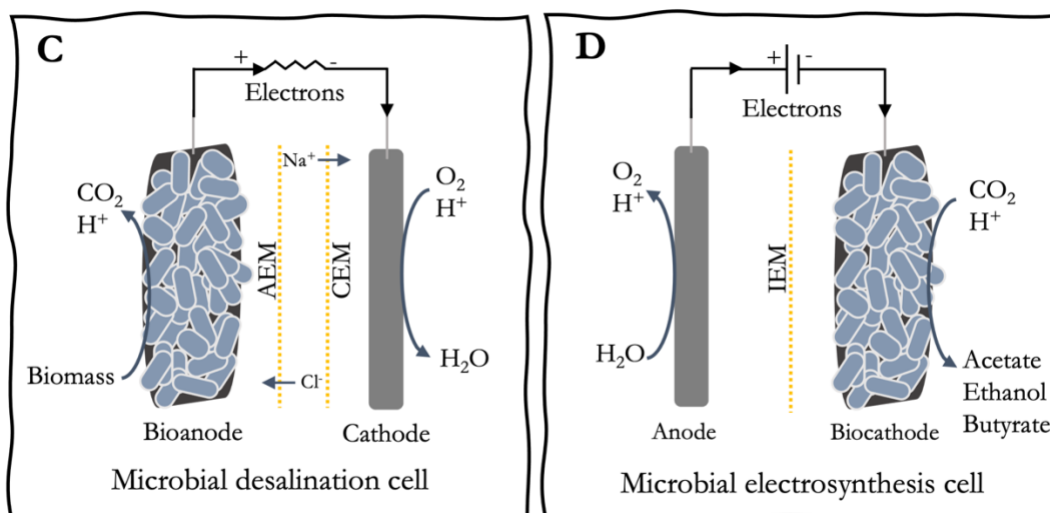 C
+
-
Electrons
Na⁺
CO₂
H⁺
O₂
H⁺
AEM
CEM
Biomass
Cl⁻
H₂O
Bioanode
Cathode
Microbial desalination cell
D
+
-
Electrons
O₂
H⁺
CO₂
H⁺
IEM
H₂O
Acetate
Ethanol
Butyrate
Anode
Biocathode
Microbial electrosynthesis cell